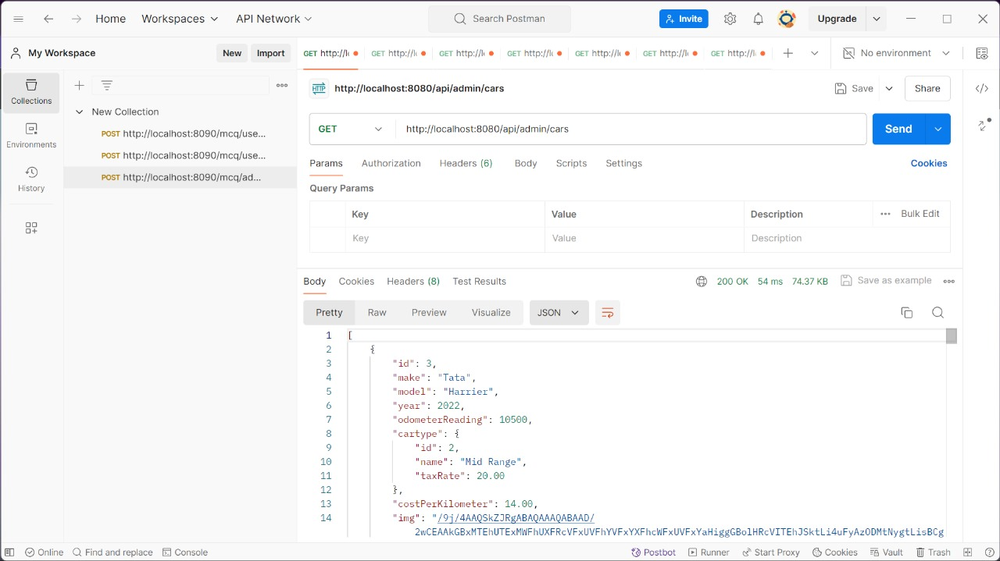 Home Workspaces API Network Search Postman Invite Upgrade
My Workspace New Import GET http://l GET http://l GET http://l GET http://l GET http://l GET http://l GET http://l No environment
Collections
Environments
History
New Collection
POST http://localhost:8090/mcq/use...
POST http://localhost:8090/mcq/use...
POST http://localhost:8090/mcq/ad...
HTTP http://localhost:8080/api/admin/cars Save Share
GET http://localhost:8080/api/admin/cars Send
Params Authorization Headers (6) Body Scripts Settings Cookies
Query Params
Key Value Description Bulk Edit
Key Value Description
Body Cookies Headers (8) Test Results 200 OK 54 ms 74.37 KB Save as example
Pretty Raw Preview Visualize JSON
1 [
2 {
3 "id": 3,
4 "make": "Tata",
5 "model": "Harrier",
6 "year": 2022,
7 "odometerReading": 10500,
8 "cartype": {
9 "id": 2,
10 "name": "Mid Range",
11 "taxRate": 20.00
12 },
13 "costPerKilometer": 14.00,
14 "img": "/9j/4AAQSkZJRgABAQAAAQABAAD/
2wCEAAkGBxMTEhUTExMWFhUXFRcVFxUVFhYVFxYXFhcWFxUVFxYaHiggGBolHRcVITEhJSktLi4uFyAzODMtNygtLisBCg
Online Find and replace Console Postbot Runner Start Proxy Cookies Vault Trash